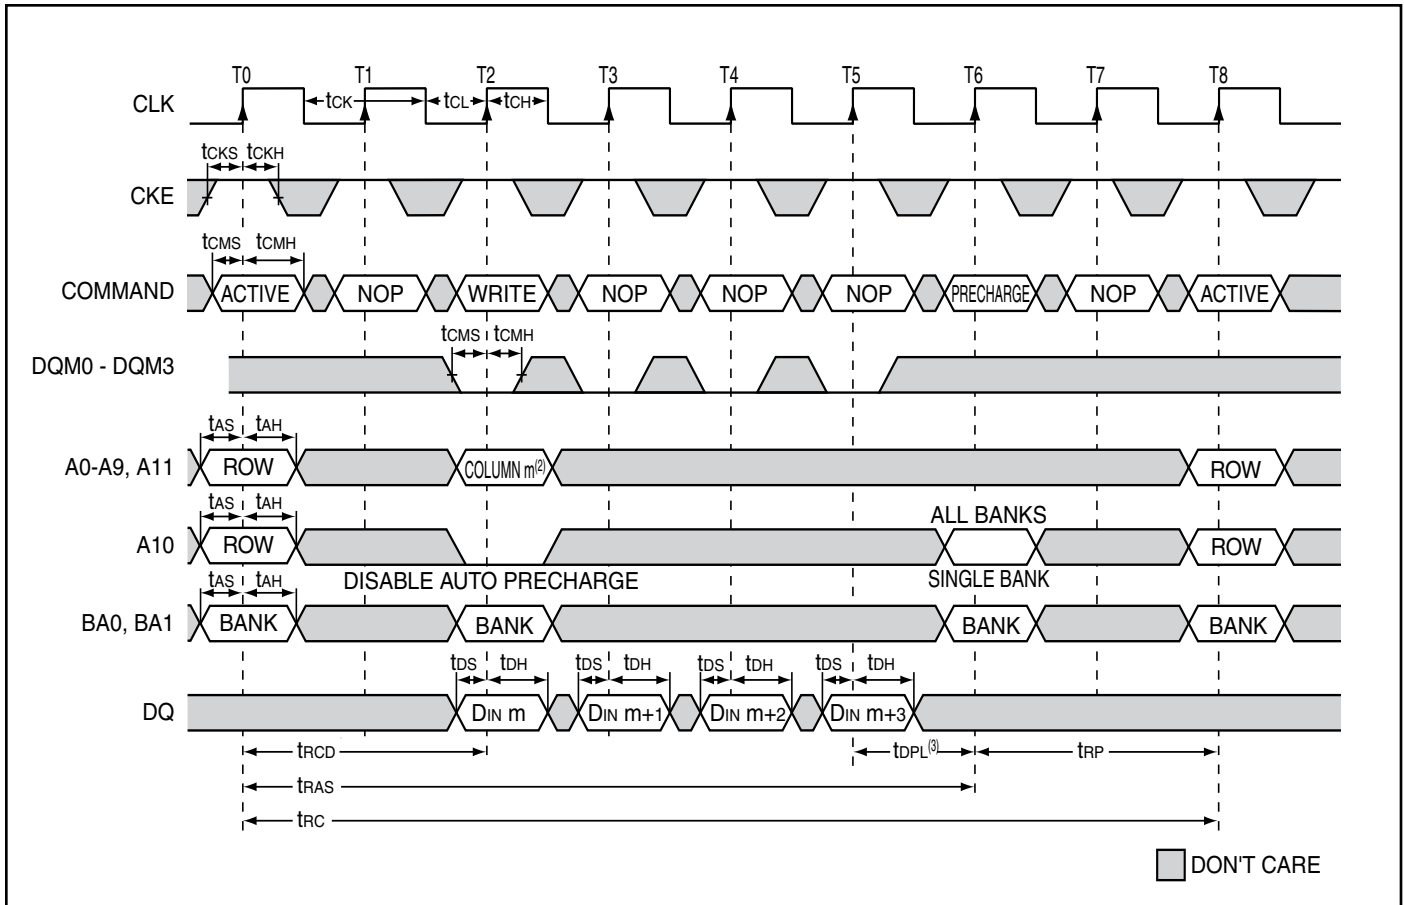 T0 T1 T2 T3 T4 T5 T6 T7 T8
CLK tCK tCL tCH
tCKS tCKH
CKE
tCMS tCMH
COMMAND ACTIVE NOP WRITE NOP NOP NOP PRECHARGE NOP ACTIVE
tCMS tCMH
DQM0 - DQM3
tAS tAH
A0-A9, A11 ROW COLUMN m(2) ROW
tAS tAH ALL BANKS
A10 ROW ROW
DISABLE AUTO PRECHARGE SINGLE BANK
tAS tAH
BA0, BA1 BANK BANK BANK BANK
tDS tDH tDS tDH tDS tDH tDS tDH
DQ DIN m DIN m+1 DIN m+2 DIN m+3
tRCD tDPL(3) tRP
tRAS
tRC
DON'T CARE